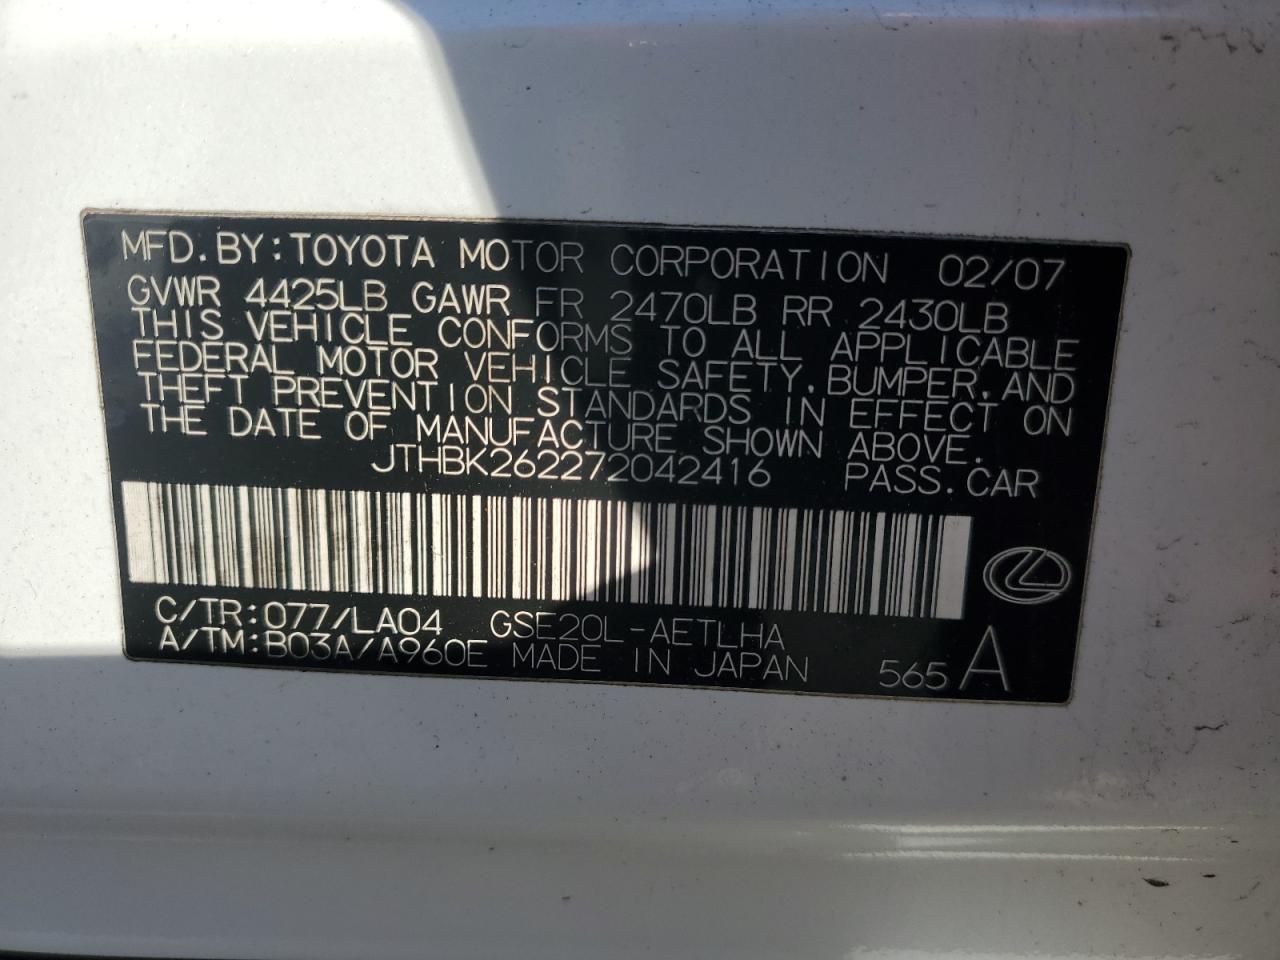 MFD.BY:TOYOTA MOTOR CORPORATION 02/07
GVWR 4425LB GAWR FR 2470LB RR 2430LB
THIS VEHICLE CONFORMS TO ALL APPLICABLE
FEDERAL MOTOR VEHICLE SAFETY,BUMPER,AND
THEFT PREVENTION STANDARDS IN EFFECT ON
THE DATE OF MANUFACTURE SHOWN ABOVE.
JTHBK262272042416 PASS.CAR
C/TR:077/LA04 GSE20L-AETLHA
A/TM:B03A/A960E MADE IN JAPAN 565 A